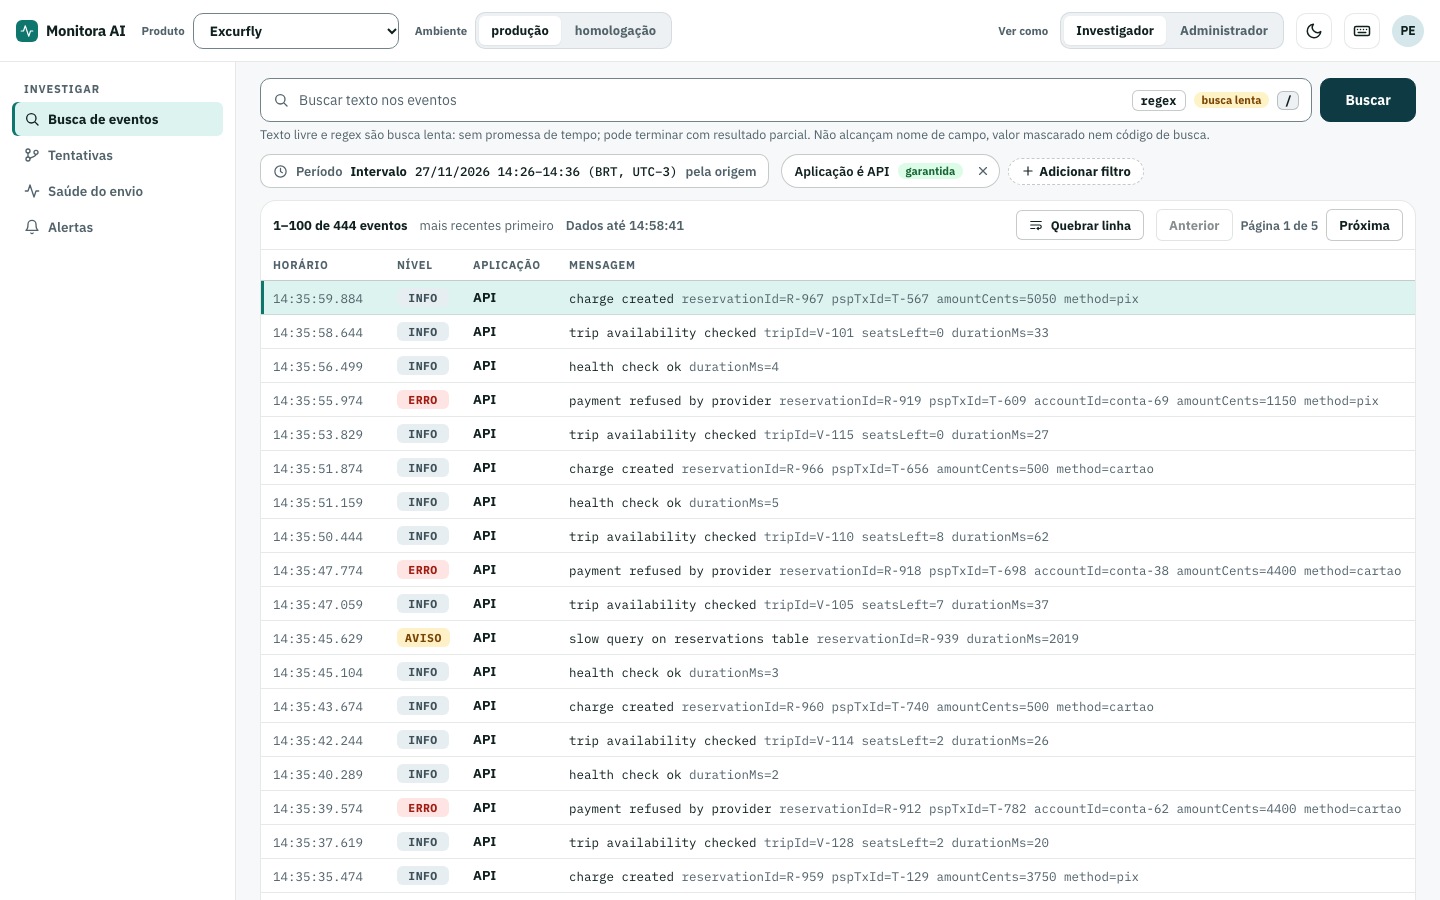 Monitora AI Produto Excurfly Ambiente produção homologação Ver como Investigador Administrador PE
INVESTIGAR
Busca de eventos
Tentativas
Saúde do envio
Alertas
Buscar texto nos eventos regex busca lenta / Buscar
Texto livre e regex são busca lenta: sem promessa de tempo; pode terminar com resultado parcial. Não alcançam nome de campo, valor mascarado nem código de busca.
Período Intervalo 27/11/2026 14:26–14:36 (BRT, UTC−3) pela origem Aplicação é API garantida × + Adicionar filtro
1–100 de 444 eventos mais recentes primeiro Dados até 14:58:41 Quebrar linha Anterior Página 1 de 5 Próxima
HORÁRIO NÍVEL APLICAÇÃO MENSAGEM
14:35:59.884 INFO API charge created reservationId=R-967 pspTxId=T-567 amountCents=5050 method=pix
14:35:58.644 INFO API trip availability checked tripId=V-101 seatsLeft=0 durationMs=33
14:35:56.499 INFO API health check ok durationMs=4
14:35:55.974 ERRO API payment refused by provider reservationId=R-919 pspTxId=T-609 accountId=conta-69 amountCents=1150 method=pix
14:35:53.829 INFO API trip availability checked tripId=V-115 seatsLeft=0 durationMs=27
14:35:51.874 INFO API charge created reservationId=R-966 pspTxId=T-656 amountCents=500 method=cartao
14:35:51.159 INFO API health check ok durationMs=5
14:35:50.444 INFO API trip availability checked tripId=V-110 seatsLeft=8 durationMs=62
14:35:47.774 ERRO API payment refused by provider reservationId=R-918 pspTxId=T-698 accountId=conta-38 amountCents=4400 method=cartao
14:35:47.059 INFO API trip availability checked tripId=V-105 seatsLeft=7 durationMs=37
14:35:45.629 AVISO API slow query on reservations table reservationId=R-939 durationMs=2019
14:35:45.104 INFO API health check ok durationMs=3
14:35:43.674 INFO API charge created reservationId=R-960 pspTxId=T-740 amountCents=500 method=cartao
14:35:42.244 INFO API trip availability checked tripId=V-114 seatsLeft=2 durationMs=26
14:35:40.289 INFO API health check ok durationMs=2
14:35:39.574 ERRO API payment refused by provider reservationId=R-912 pspTxId=T-782 accountId=conta-62 amountCents=4400 method=cartao
14:35:37.619 INFO API trip availability checked tripId=V-128 seatsLeft=2 durationMs=20
14:35:35.474 INFO API charge created reservationId=R-959 pspTxId=T-129 amountCents=3750 method=pix